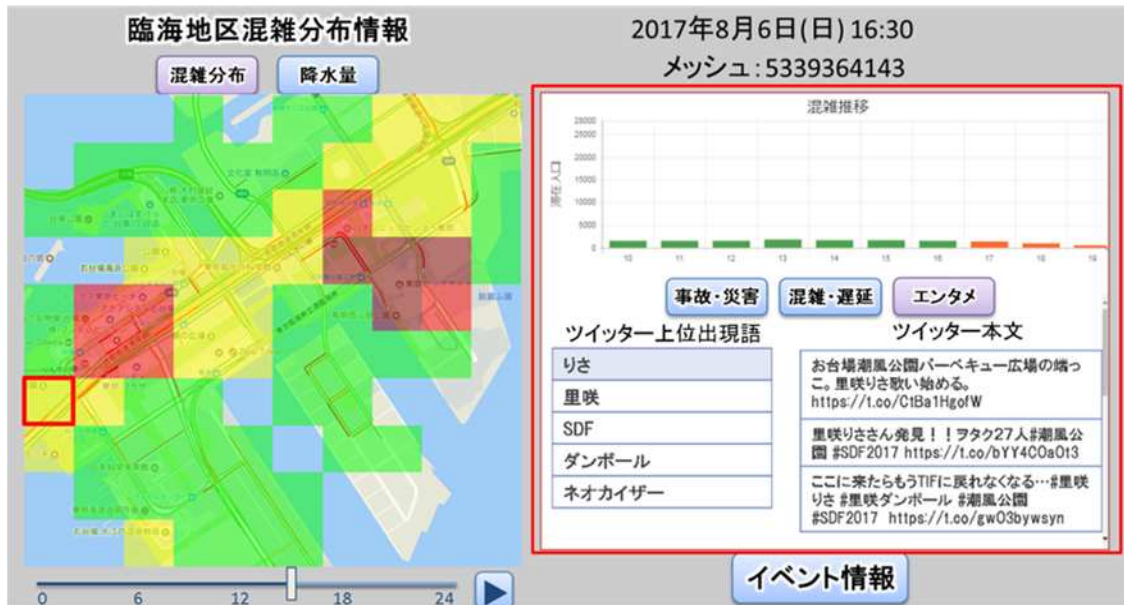 臨海地区混雑分布情報
2017年8月6日(日) 16:30
メッシュ:5339364143
混雑分布
降水量
混雑推移
滞在人口
28000
25000
20000
15000
10000
5000
0
10 11 12 13 14 15 16 17 18 19
事故・災害
混雑・遅延
エンタメ
ツイッター上位出現語
りさ
里咲
SDF
ダンボール
ネオカイザー
ツイッター本文
お台場潮風公園バーベキュー広場の端っ
こ。里咲りさ歌い始める。
https://t.co/CtBa1HgofW
里咲りささん発見!!ヲタク27人#潮風公
園 #SDF2017 https://t.co/bYY4COaOt3
ここに来たらもうTIFに戻れなくなる…#里咲
りさ #里咲ダンボール #潮風公園
#SDF2017 https://t.co/gwO3bywsyn
0 6 12 18 24
イベント情報